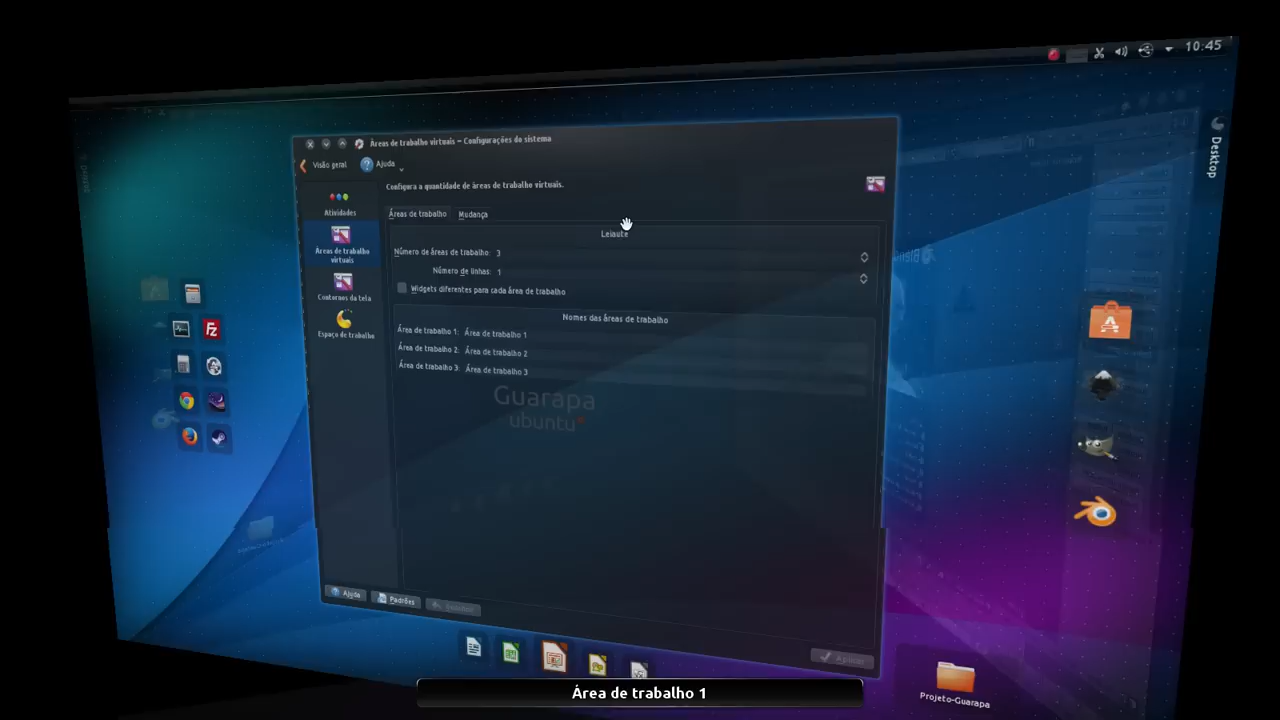 10:45
Desktop
Áreas de trabalho virtuais – Configurações do sistema
Visão geral
Ajuda
Configura a quantidade de áreas de trabalho virtuais.
Atividades
Áreas de trabalho
virtuais
Contornos da tela
Espaço de trabalho
Áreas de trabalho
Mudança
Leiaute
Número de áreas de trabalho: 3
Número de linhas: 1
Widgets diferentes para cada área de trabalho
Nomes das áreas de trabalho
Área de trabalho 1: Área de trabalho 1
Área de trabalho 2: Área de trabalho 2
Área de trabalho 3: Área de trabalho 3
Guarapa
ubuntu
Ajuda
Padrões
Aplicar
Projeto-Guarapa
Área de trabalho 1